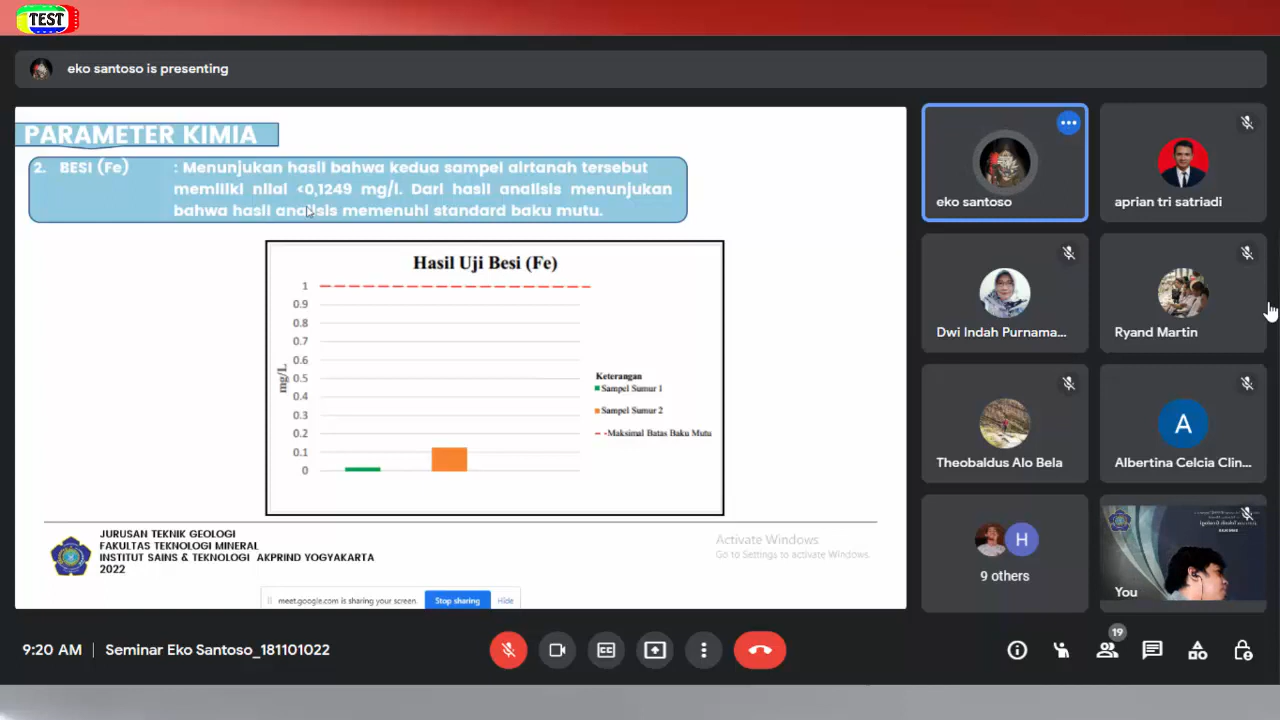 TEST
eko santoso is presenting
PARAMETER KIMIA
2. BESI (Fe) : Menunjukan hasil bahwa kedua sampel airtanah tersebut
memiliki nilai <0,1249 mg/l. Dari hasil analisis menunjukan
bahwa hasil analisis memenuhi standard baku mutu.
Hasil Uji Besi (Fe)
1
0.9
0.8
0.7
0.6
0.5
0.4
0.3
0.2
0.1
0
mg/L
Keterangan
Sampel Sumur 1
Sampel Sumur 2
Maksimal Batas Baku Mutu
JURUSAN TEKNIK GEOLOGI
FAKULTAS TEKNOLOGI MINERAL
INSTITUT SAINS & TEKNOLOGI AKPRIND YOGYAKARTA
2022
Activate Windows
Go to Settings to activate Windows.
meet.google.com is sharing your screen.
Stop sharing
Hide
eko santoso
aprian tri satriadi
Dwi Indah Purnama...
Ryand Martin
Theobaldus Alo Bela
A
Albertina Celcia Clin...
H
9 others
You
9:20 AM | Seminar Eko Santoso_181101022
CC
19